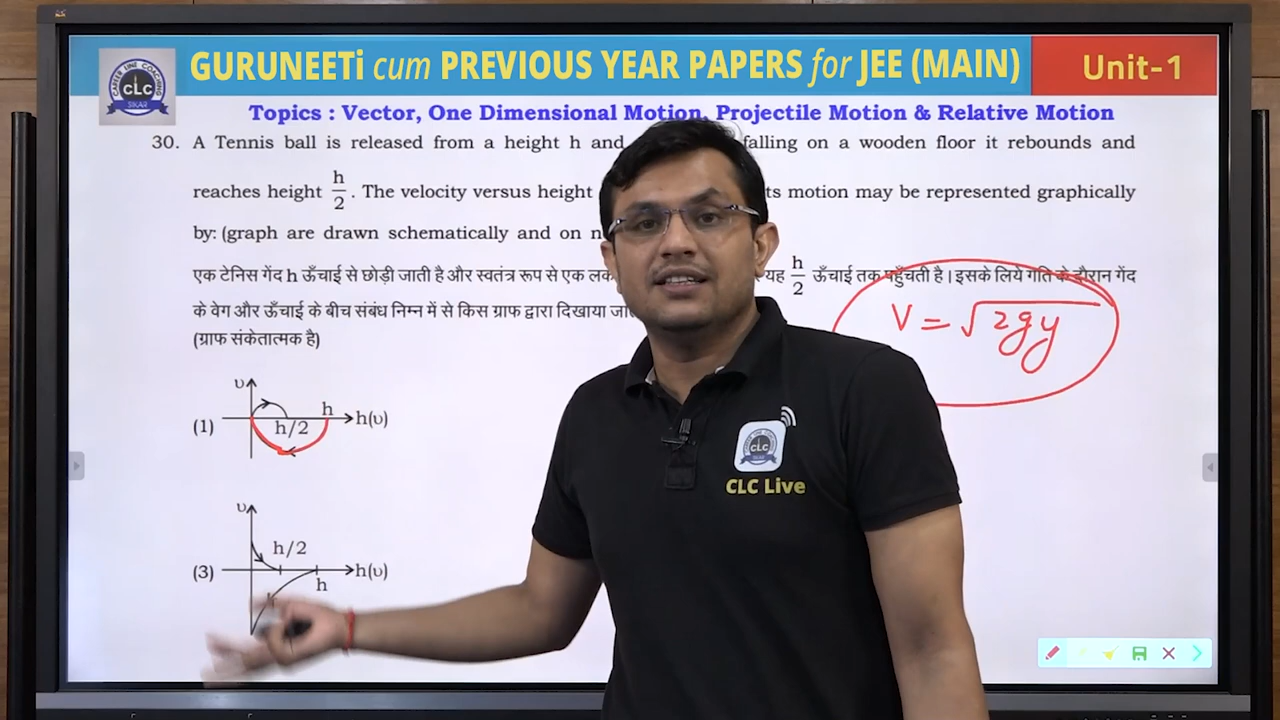 GURUNEETi cum PREVIOUS YEAR PAPERS for JEE (MAIN) Unit-1
CAREER LINE COACHING
CLC
SIKAR
Topics : Vector, One Dimensional Motion, Projectile Motion & Relative Motion
30. A Tennis ball is released from a height h and falling on a wooden floor it rebounds and
reaches height h/2. The velocity versus height its motion may be represented graphically
by: (graph are drawn schematically and on
एक टेनिस गेंद h ऊँचाई से छोड़ी जाती है और स्वतंत्र रूप से एक यह h/2 ऊँचाई तक पहुँचती है। इसके लिये गति के दौरान गेंद
के वेग और ऊँचाई के बीच संबंध निम्न में से किस ग्राफ द्वारा दिखाया
(ग्राफ संकेतात्मक है)
V = √2gy
(1) υ h h/2 h(υ)
(3) υ h/2 h h(υ)
CLC
CLC Live